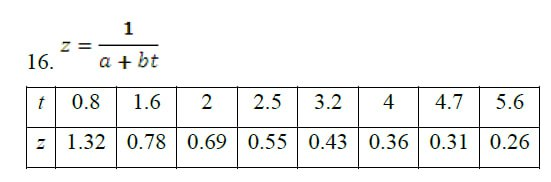 16. z = 1 / (a + bt)
t 0.8 1.6 2 2.5 3.2 4 4.7 5.6
z 1.32 0.78 0.69 0.55 0.43 0.36 0.31 0.26